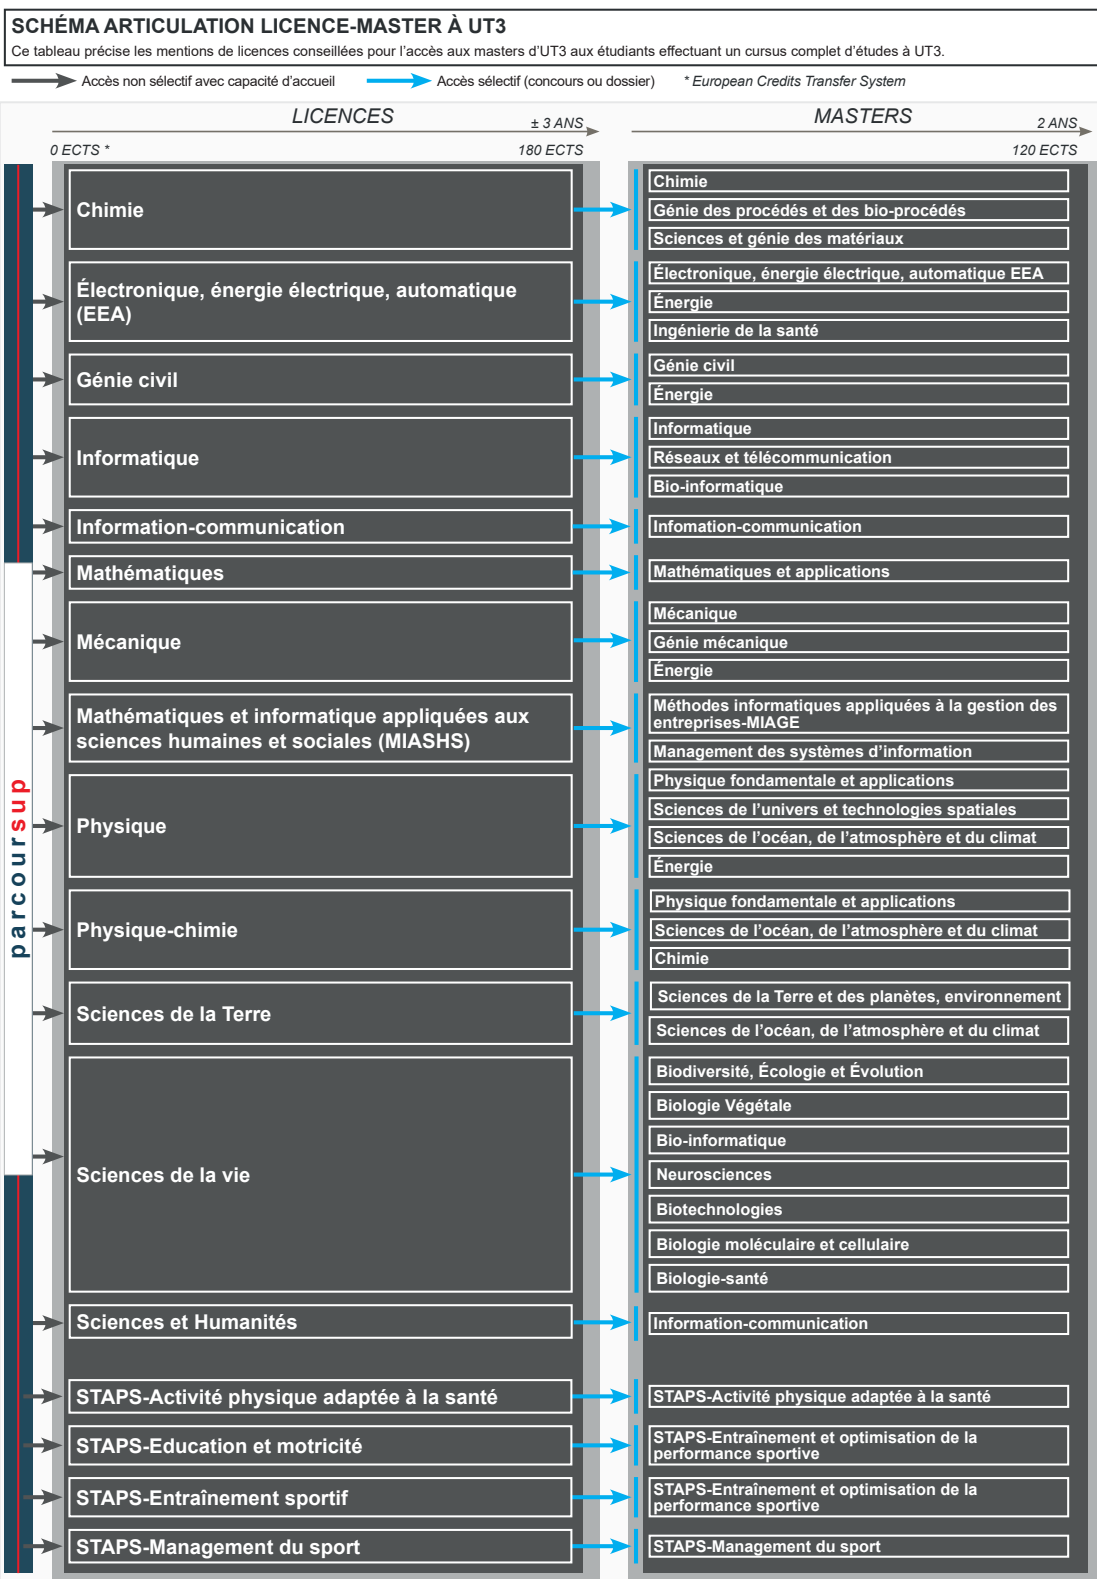 SCHÉMA ARTICULATION LICENCE-MASTER À UT3
Ce tableau précise les mentions de licences conseillées pour l'accès aux masters d'UT3 aux étudiants effectuant un cursus complet d'études à UT3.
Accès non sélectif avec capacité d'accueil
Accès sélectif (concours ou dossier)
* European Credits Transfer System
LICENCES
± 3 ANS
0 ECTS *
180 ECTS
MASTERS
2 ANS
120 ECTS
parcoursup
Chimie
Chimie
Génie des procédés et des bio-procédés
Sciences et génie des matériaux
Électronique, énergie électrique, automatique
(EEA)
Électronique, énergie électrique, automatique EEA
Énergie
Ingénierie de la santé
Génie civil
Génie civil
Énergie
Informatique
Informatique
Réseaux et télécommunication
Bio-informatique
Information-communication
Infomation-communication
Mathématiques
Mathématiques et applications
Mécanique
Mécanique
Génie mécanique
Énergie
Mathématiques et informatique appliquées aux
sciences humaines et sociales (MIASHS)
Méthodes informatiques appliquées à la gestion des
entreprises-MIAGE
Management des systèmes d'information
Physique
Physique fondamentale et applications
Sciences de l'univers et technologies spatiales
Sciences de l'océan, de l'atmosphère et du climat
Énergie
Physique-chimie
Physique fondamentale et applications
Sciences de l'océan, de l'atmosphère et du climat
Chimie
Sciences de la Terre
Sciences de la Terre et des planètes, environnement
Sciences de l'océan, de l'atmosphère et du climat
Sciences de la vie
Biodiversité, Écologie et Évolution
Biologie Végétale
Bio-informatique
Neurosciences
Biotechnologies
Biologie moléculaire et cellulaire
Biologie-santé
Sciences et Humanités
Information-communication
STAPS-Activité physique adaptée à la santé
STAPS-Activité physique adaptée à la santé
STAPS-Education et motricité
STAPS-Entraînement et optimisation de la
performance sportive
STAPS-Entraînement sportif
STAPS-Entraînement et optimisation de la
performance sportive
STAPS-Management du sport
STAPS-Management du sport